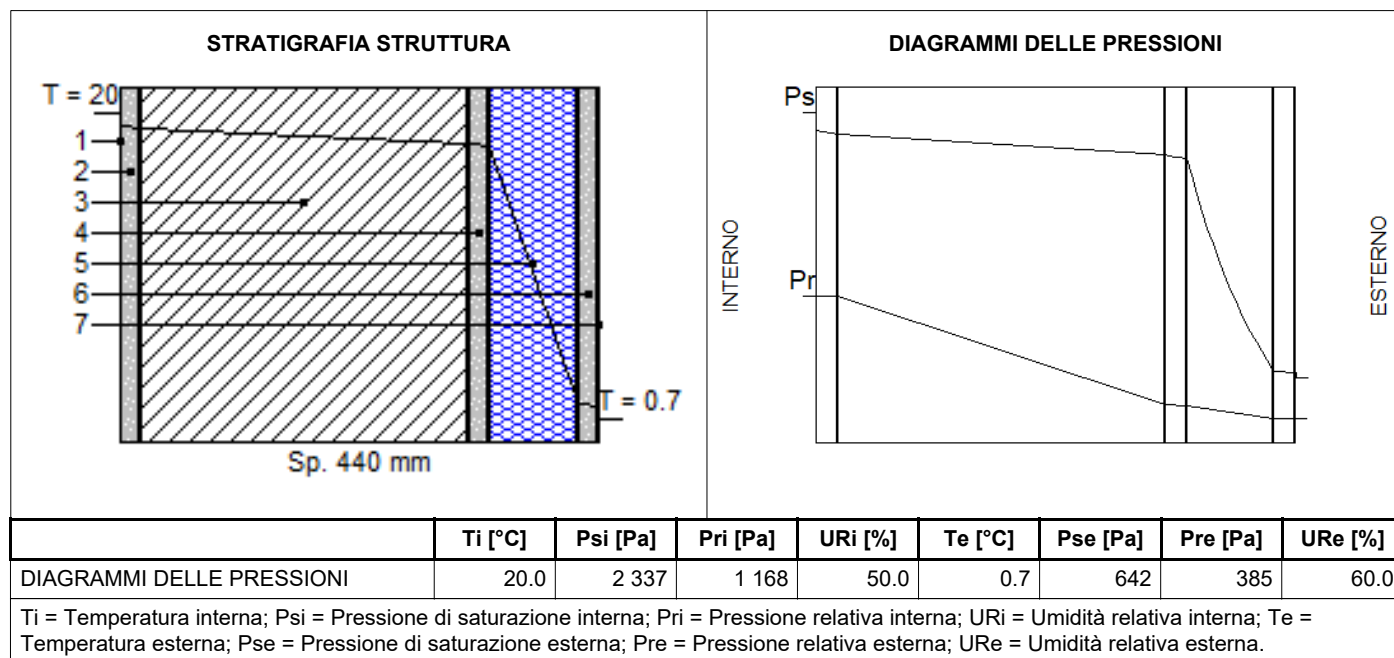 STRATIGRAFIA STRUTTURA
T = 20
1
2
3
4
5
6
7
T = 0.7
Sp. 440 mm
DIAGRAMMI DELLE PRESSIONI
Ps
Pr
INTERNO
ESTERNO
Ti [°C] Psi [Pa] Pri [Pa] URi [%] Te [°C] Pse [Pa] Pre [Pa] URe [%]
DIAGRAMMI DELLE PRESSIONI 20.0 2 337 1 168 50.0 0.7 642 385 60.0
Ti = Temperatura interna; Psi = Pressione di saturazione interna; Pri = Pressione relativa interna; URi = Umidità relativa interna; Te =
Temperatura esterna; Pse = Pressione di saturazione esterna; Pre = Pressione relativa esterna; URe = Umidità relativa esterna.